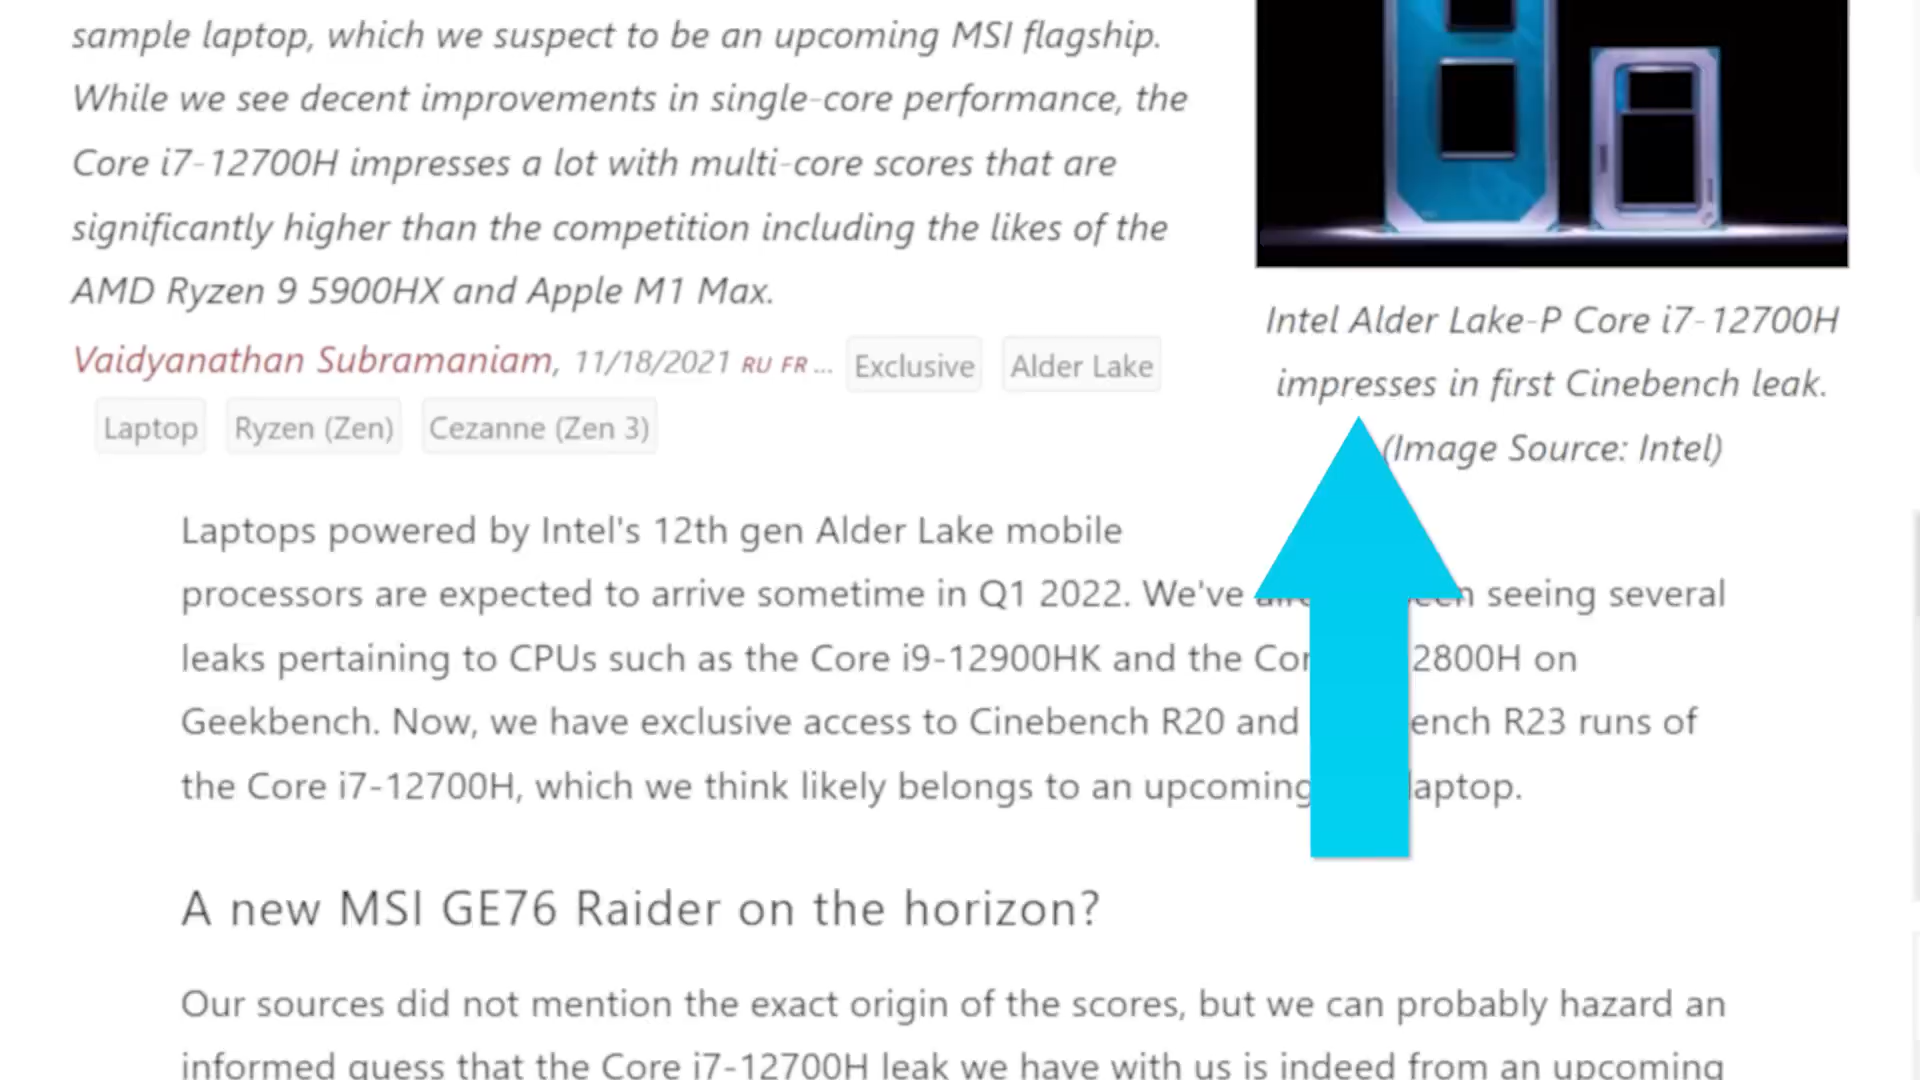 sample laptop, which we suspect to be an upcoming MSI flagship.
While we see decent improvements in single-core performance, the
Core i7-12700H impresses a lot with multi-core scores that are
significantly higher than the competition including the likes of the
AMD Ryzen 9 5900HX and Apple M1 Max.
Vaidyanathan Subramaniam, 11/18/2021 RU FR ... Exclusive Alder Lake
Laptop Ryzen (Zen) Cezanne (Zen 3)
Intel Alder Lake-P Core i7-12700H
impresses in first Cinebench leak.
(Image Source: Intel)
Laptops powered by Intel's 12th gen Alder Lake mobile
processors are expected to arrive sometime in Q1 2022. We've seeing several
leaks pertaining to CPUs such as the Core i9-12900HK and the 2800H on
Geekbench. Now, we have exclusive access to Cinebench R20 and ench R23 runs of
the Core i7-12700H, which we think likely belongs to an upcoming laptop.
A new MSI GE76 Raider on the horizon?
Our sources did not mention the exact origin of the scores, but we can probably hazard an
informed guess that the Core i7-12700H leak we have with us is indeed from an upcoming